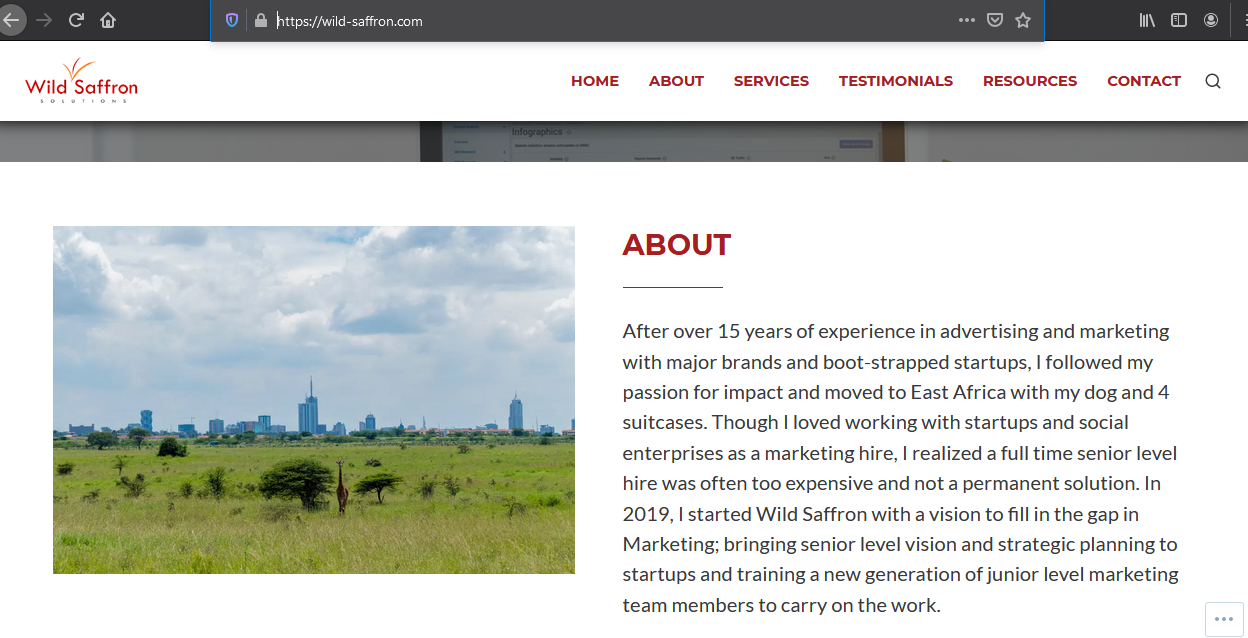 https://wild-saffron.com
Wild Saffron
SOLUTIONS
HOME ABOUT SERVICES TESTIMONIALS RESOURCES CONTACT
Infographics
ABOUT
After over 15 years of experience in advertising and marketing
with major brands and boot-strapped startups, I followed my
passion for impact and moved to East Africa with my dog and 4
suitcases. Though I loved working with startups and social
enterprises as a marketing hire, I realized a full time senior level
hire was often too expensive and not a permanent solution. In
2019, I started Wild Saffron with a vision to fill in the gap in
Marketing; bringing senior level vision and strategic planning to
startups and training a new generation of junior level marketing
team members to carry on the work.